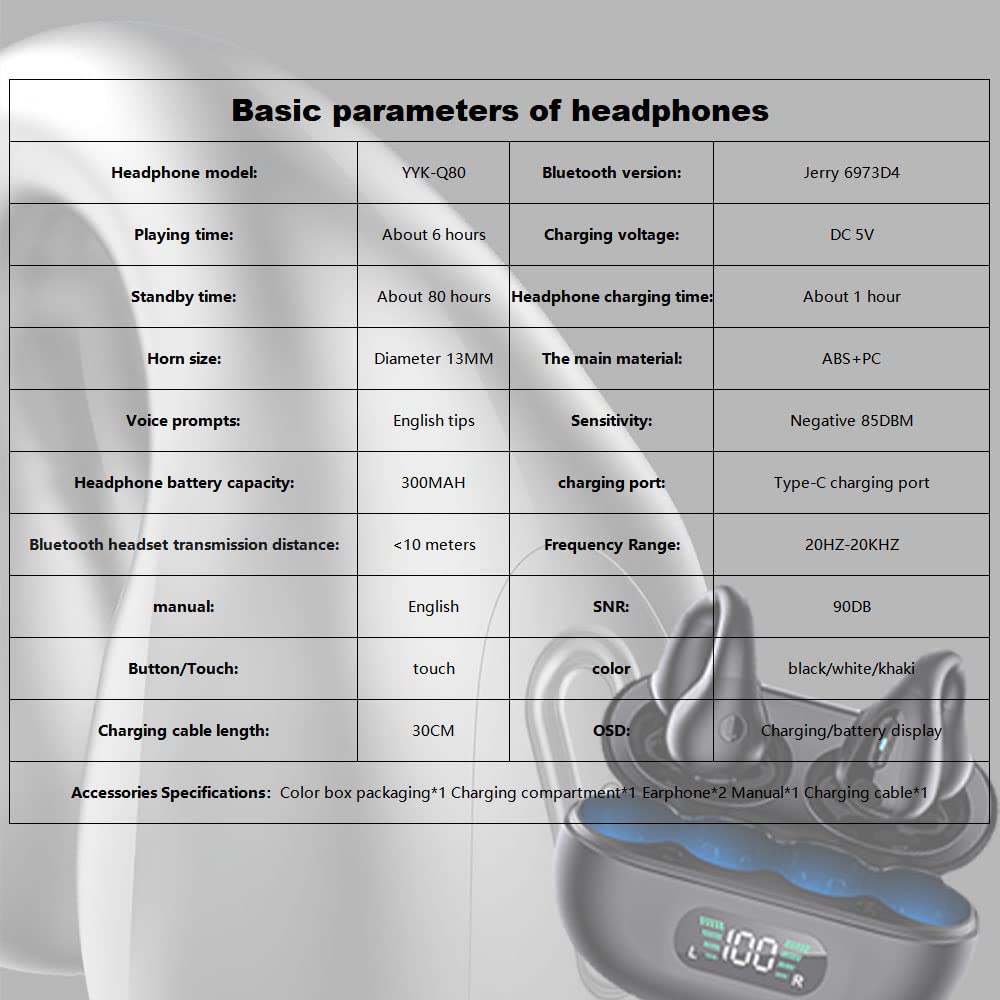 Basic parameters of headphones
Headphone model: YYK-Q80 Bluetooth version: Jerry 6973D4
Playing time: About 6 hours Charging voltage: DC 5V
Standby time: About 80 hours Headphone charging time: About 1 hour
Horn size: Diameter 13MM The main material: ABS+PC
Voice prompts: English tips Sensitivity: Negative 85DBM
Headphone battery capacity: 300MAH charging port: Type-C charging port
Bluetooth headset transmission distance: <10 meters Frequency Range: 20HZ-20KHZ
manual: English SNR: 90DB
Button/Touch: touch color black/white/khaki
Charging cable length: 30CM OSD: Charging/battery display
Accessories Specifications: Color box packaging*1 Charging compartment*1 Earphone*2 Manual*1 Charging cable*1
L 100 R